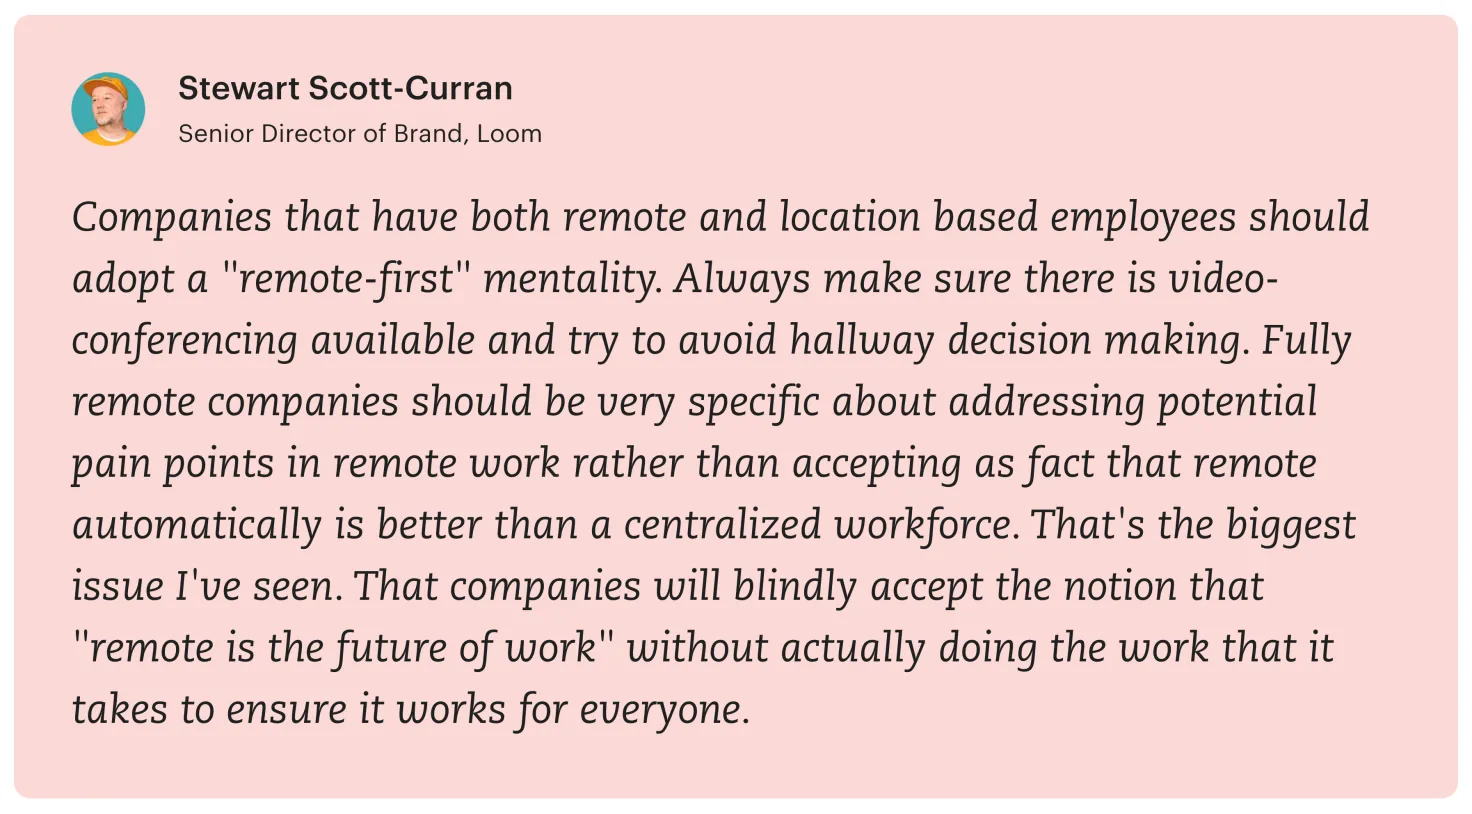 Stewart Scott-Curran
Senior Director of Brand, Loom
Companies that have both remote and location based employees should
adopt a "remote-first" mentality. Always make sure there is video-
conferencing available and try to avoid hallway decision making. Fully
remote companies should be very specific about addressing potential
pain points in remote work rather than accepting as fact that remote
automatically is better than a centralized workforce. That's the biggest
issue I've seen. That companies will blindly accept the notion that
"remote is the future of work" without actually doing the work that it
takes to ensure it works for everyone.